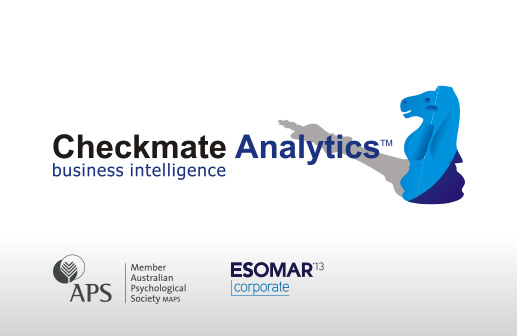 Checkmate Analytics™
business intelligence
APS
Member
Australian
Psychological
Society MAPS
ESOMAR'13
corporate